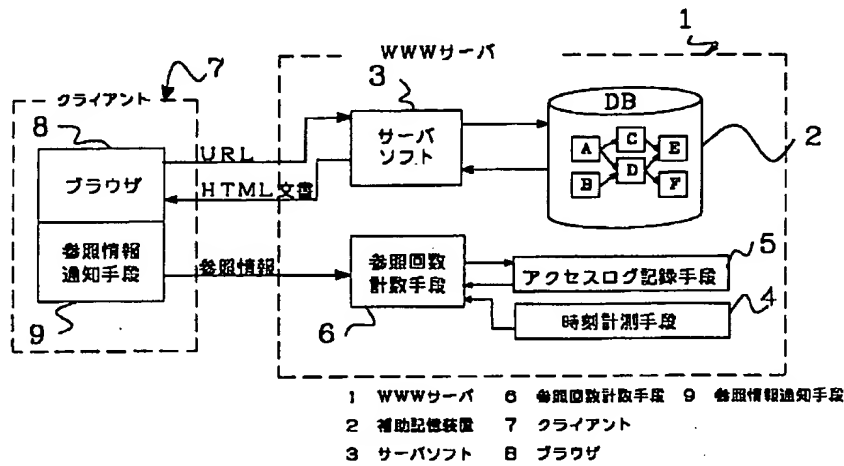 1
WWWサーバ
7
クライアント
3
サーバ
ソフト
DB
A
C
E
B
D
F
2
8
ブラウザ
URL
HTML文書
参照情報
通知手段
9
参照情報
参照回数
計数手段
6
アクセスログ記録手段
5
時刻計測手段
4
1 WWWサーバ 6 参照回数計数手段 9 参照情報通知手段
2 補助記憶装置 7 クライアント
3 サーバソフト 8 ブラウザ